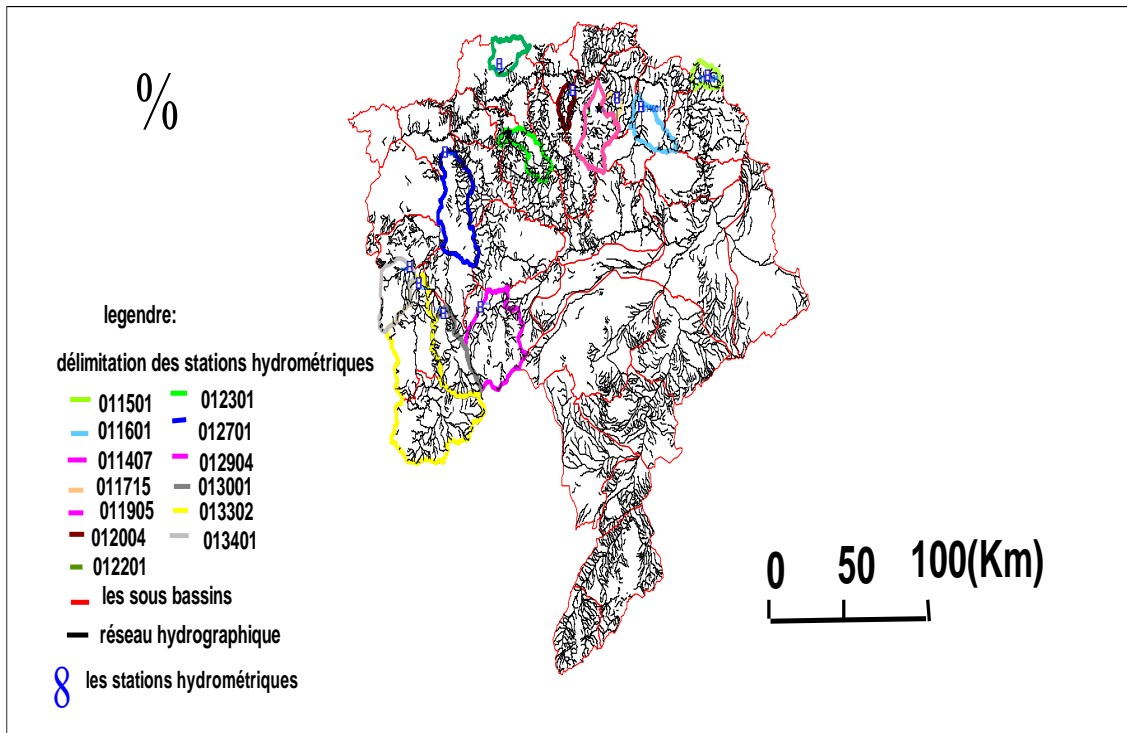 %
legendre:
délimitation des stations hydrométriques
011501 012301
011601 012701
011407 012904
011715 013001
011905 013302
012004 013401
012201
les sous bassins
réseau hydrographique
8 les stations hydrométriques
0 50 100(Km)